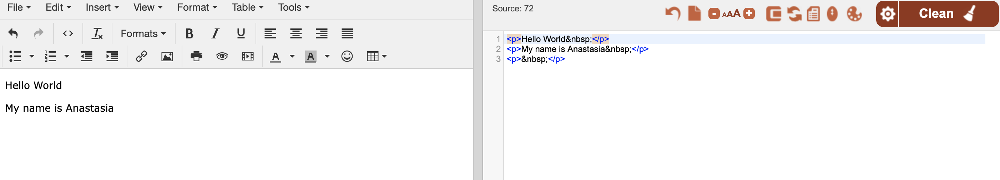 File Edit Insert View Format Table Tools
Formats B I U
A A
Hello World
My name is Anastasia
Source: 72
- AAA + Clean
1 <p>Hello World&nbsp;</p>
2 <p>My name is Anastasia&nbsp;</p>
3 <p>&nbsp;</p>